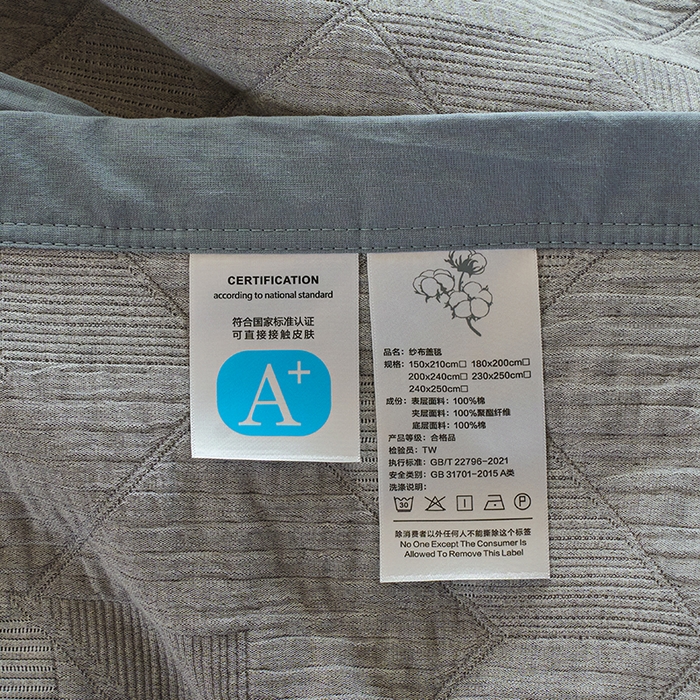 CERTIFICATION
according to national standard
符合国家标准认证
可直接接触皮肤
A+
品名：纱布盖毯
规格：150x210cm□ 180x200cm□
200x240cm□ 230x250cm□
240x250cm□
成份：表层面料：100%棉
夹层面料：100%聚酯纤维
底层面料：100%棉
产品等级：合格品
检验员：TW
执行标准：GB/T 22796-2021
安全类别：GB 31701-2015 A类
洗涤说明：
30
P
除消费者以外任何人不能撕除这个标签
No One Except The Consumer Is
Allowed To Remove This Label